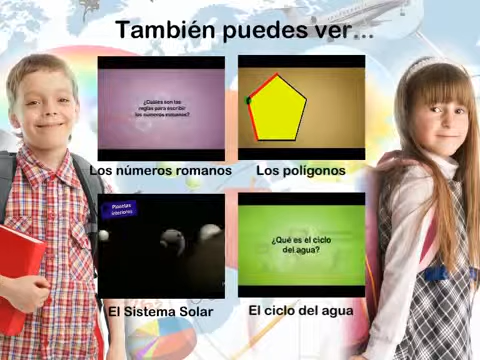 También puedes ver...
¿Cuáles son las
reglas para escribir
los números romanos?
Los números romanos
Los polígonos
Planetas
interiores
¿Qué es el ciclo
del agua?
El Sistema Solar
El ciclo del agua